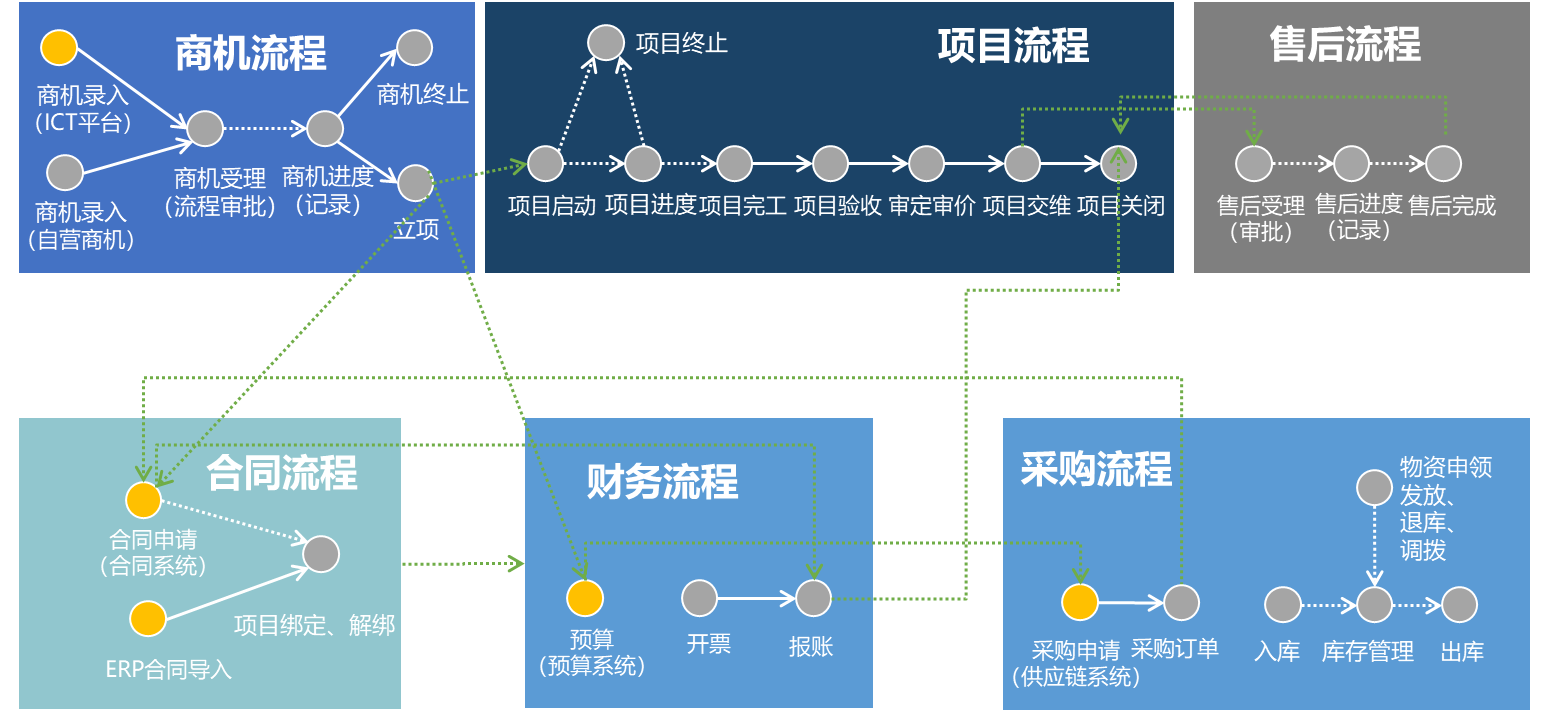 商机流程
商机录入
（ICT平台）
商机录入
（自营商机）
商机受理
（流程审批）
商机进度
（记录）
商机终止
立项
项目流程
项目终止
项目启动
项目进度
项目完工
项目验收
审定审价
项目交维
项目关闭
售后流程
售后受理
（审批）
售后进度
（记录）
售后完成
合同流程
合同申请
（合同系统）
项目绑定、解绑
ERP合同导入
财务流程
预算
（预算系统）
开票
报账
采购流程
采购申请
（供应链系统）
采购订单
物资申领
发放、
退库、
调拨
入库
库存管理
出库